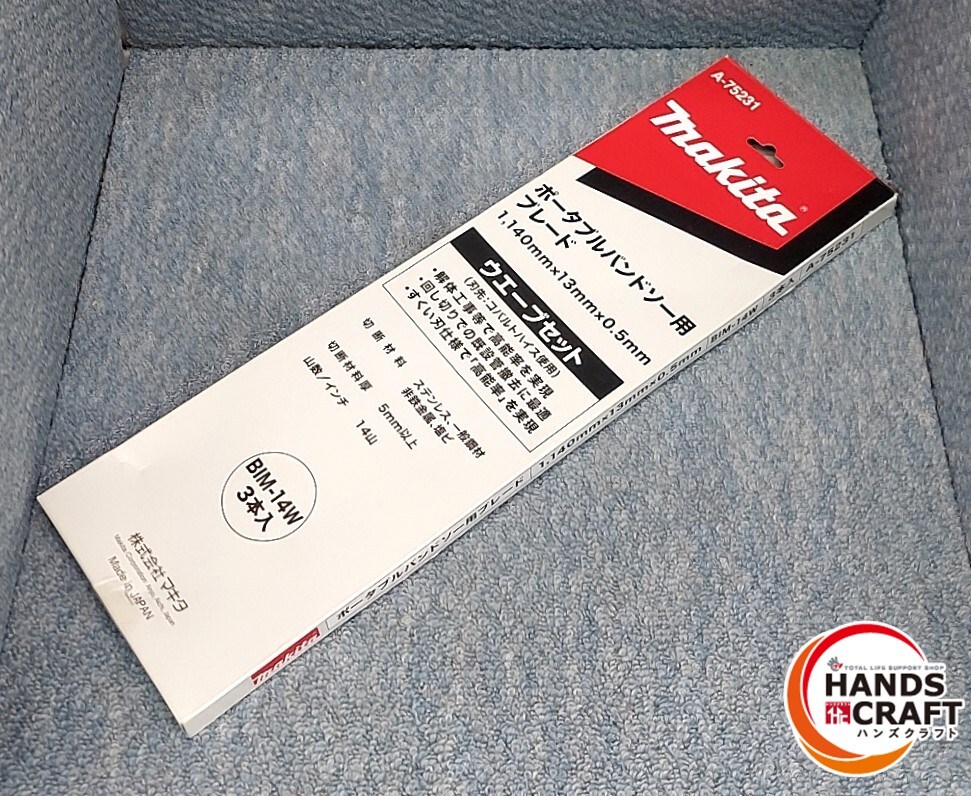 A-75231
makita®
ポータブルバンドソー用
ブレード
1,140mm×13mm×0.5mm
ウエーブセット
(刃先:コバルトハイス使用)
・解体工事等で高能率を実現
・回し切りでの既設管撤去に最適
・すくい刃仕様で「高能率」を実現
切断材料 ステンレス、一般鋼材
非鉄金属、塩ビ
切断材料厚 5mm以上
山数/インチ 14山
BIM-14W
3本入
株式会社マキタ
Makita Corporation Anjo, Aichi, Japan
Made in JAPAN
makita ポータブルバンドソー用ブレード 1,140mm×13mm×0.5mm BIM-14W 3本入 A-75231
TOTAL LIFE SUPPORT SHOP
HANDS
CRAFT
ハンズクラフト